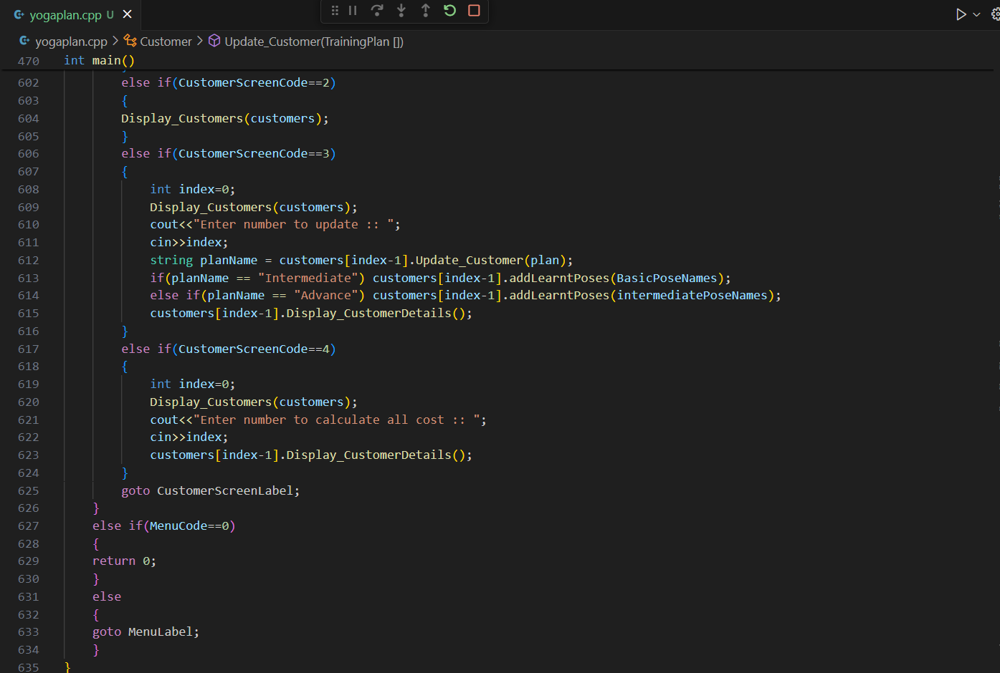 yogaplan.cpp U
yogaplan.cpp > Customer > Update_Customer(TrainingPlan [])
470 int main()
}
602 else if(CustomerScreenCode==2)
603 {
604 Display_Customers(customers);
605 }
606 else if(CustomerScreenCode==3)
607 {
608 int index=0;
609 Display_Customers(customers);
610 cout<<"Enter number to update :: ";
611 cin>>index;
612 string planName = customers[index-1].Update_Customer(plan);
613 if(planName == "Intermediate") customers[index-1].addLearntPoses(BasicPoseNames);
614 else if(planName == "Advance") customers[index-1].addLearntPoses(intermediatePoseNames);
615 customers[index-1].Display_CustomerDetails();
616 }
617 else if(CustomerScreenCode==4)
618 {
619 int index=0;
620 Display_Customers(customers);
621 cout<<"Enter number to calculate all cost :: ";
622 cin>>index;
623 customers[index-1].Display_CustomerDetails();
624 }
625 goto CustomerScreenLabel;
626 }
627 else if(MenuCode==0)
628 {
629 return 0;
630 }
631 else
632 {
633 goto MenuLabel;
634 }
635 }